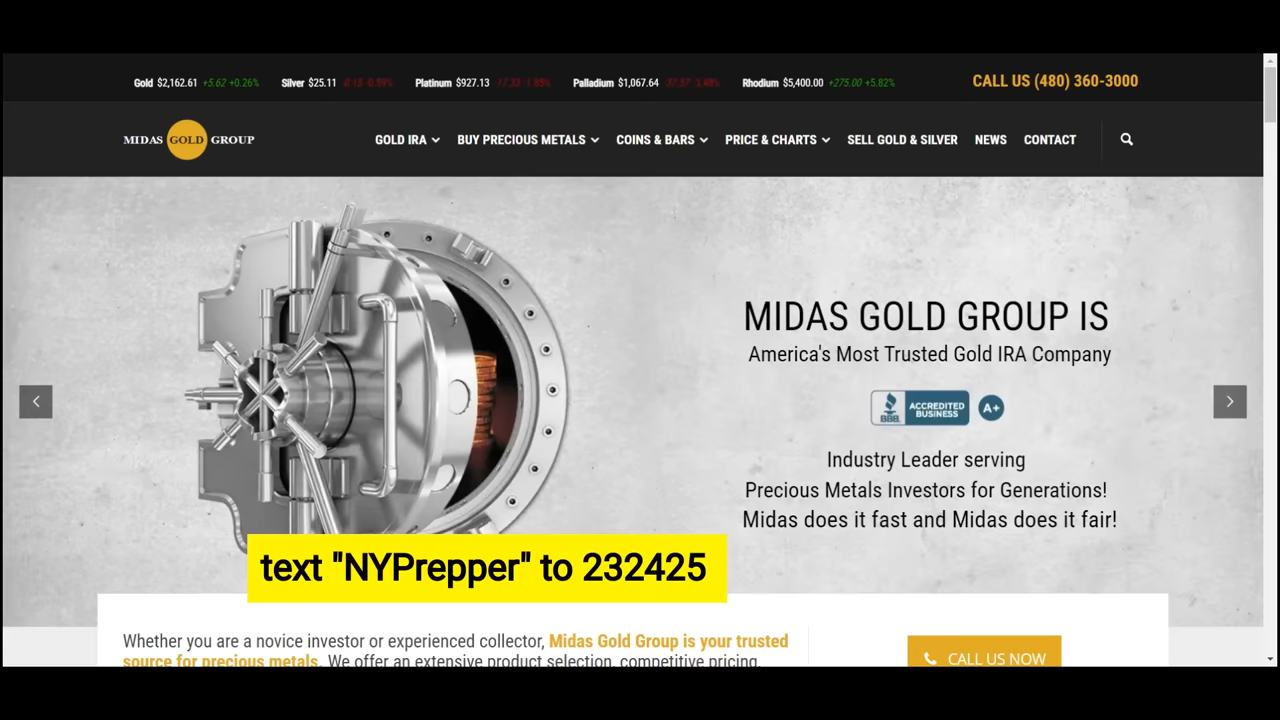 Gold $2,162.61 +5.62 +0.26% Silver $25.11 -0.15 -0.59% Platinum $927.13 -17.33 -1.85% Palladium $1,067.64 -37.57 -3.48% Rhodium $5,400.00 +275.00 +5.82% CALL US (480) 360-3000
MIDAS GOLD GROUP GOLD IRA BUY PRECIOUS METALS COINS & BARS PRICE & CHARTS SELL GOLD & SILVER NEWS CONTACT
MIDAS GOLD GROUP IS
America's Most Trusted Gold IRA Company
BBB ACCREDITED BUSINESS A+
Industry Leader serving
Precious Metals Investors for Generations!
Midas does it fast and Midas does it fair!
text "NYPrepper" to 232425
Whether you are a novice investor or experienced collector, Midas Gold Group is your trusted
source for precious metals. We offer an extensive product selection, competitive pricing,
CALL US NOW